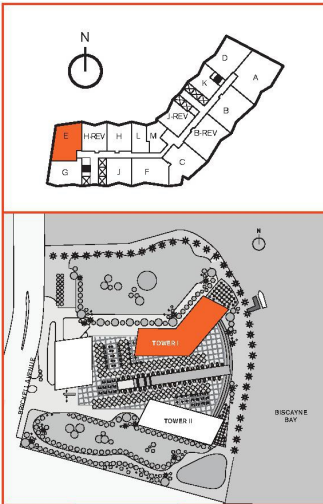 N
D
A
K
E
H-REV
H
L
M
J-REV
B
B-REV
G
J
F
C
N
TOWER I
BRICKELL AVENUE
TOWER II
BISCAYNE
BAY